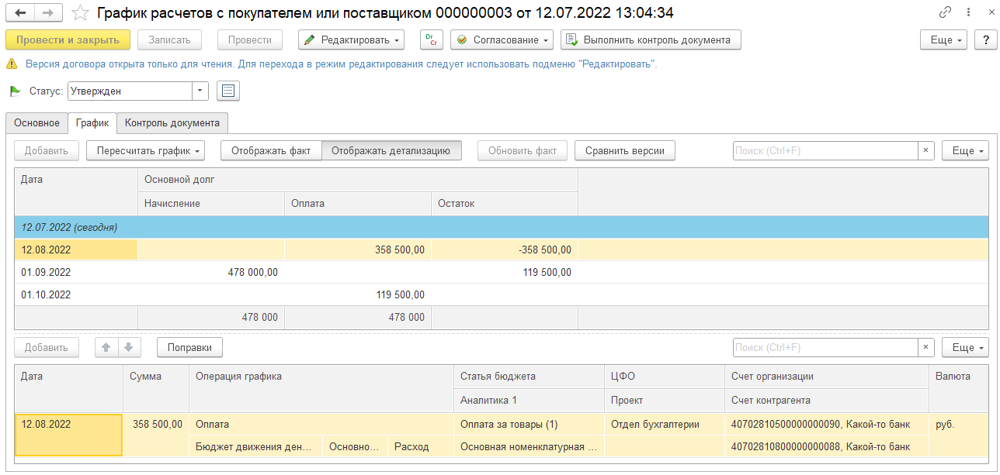 График расчетов с покупателем или поставщиком 000000003 от 12.07.2022 13:04:34
Провести и закрыть Записать Провести Редактировать Dr Cr Согласование Выполнить контроль документа Еще ?
Версия договора открыта только для чтения. Для перехода в режим редактирования следует использовать подменю "Редактировать".
Статус: Утвержден
Основное График Контроль документа
Добавить Пересчитать график Отображать факт Отображать детализацию Обновить факт Сравнить версии Поиск (Ctrl+F) × Еще
Дата Основной долг
Начисление Оплата Остаток
12.07.2022 (сегодня)
12.08.2022 358 500,00 -358 500,00
01.09.2022 478 000,00 119 500,00
01.10.2022 119 500,00
478 000 478 000
Добавить Поправки Поиск (Ctrl+F) × Еще
Дата Сумма Операция графика Статья бюджета ЦФО Счет организации Валюта
Аналитика 1 Проект Счет контрагента
12.08.2022 358 500,00 Оплата Оплата за товары (1) Отдел бухгалтерии 40702810500000000090, Какой-то банк руб.
Бюджет движения ден... Основно... Расход Основная номенклатурная ... 40702810800000000088, Какой-то банк